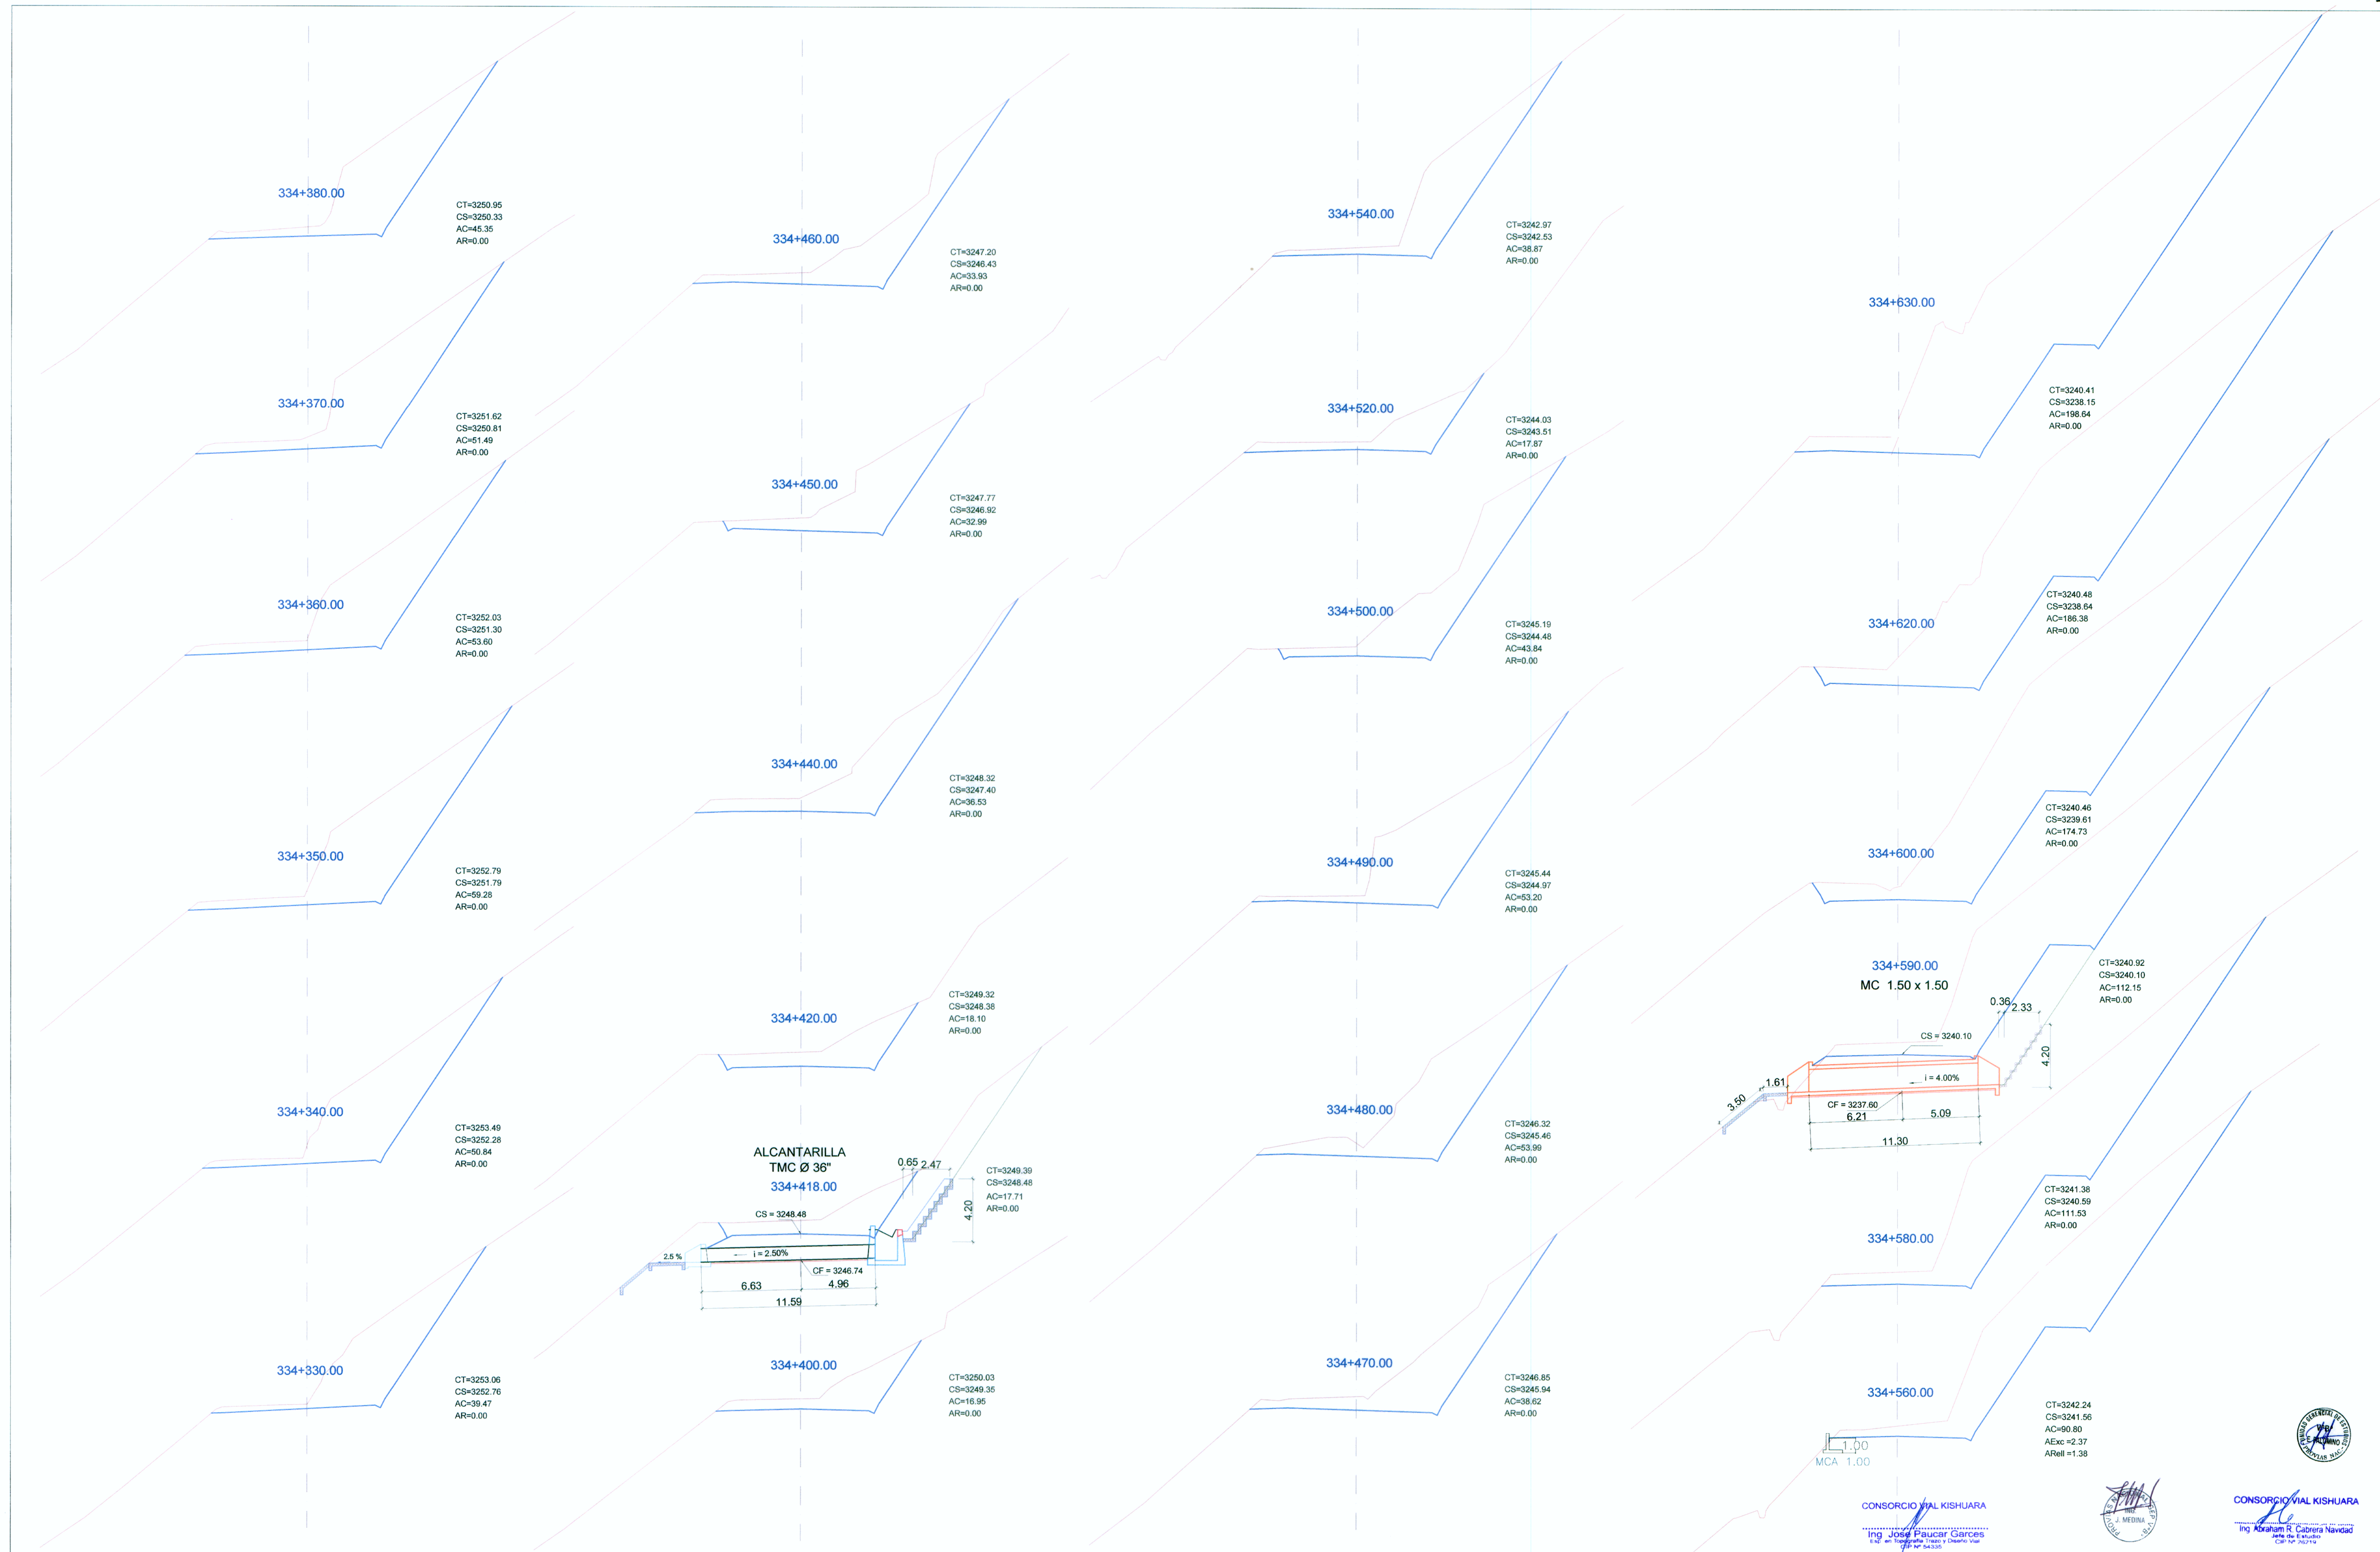 334+380.00
CT=3250.95
CS=3250.33
AC=45.35
AR=0.00
334+370.00
CT=3251.62
CS=3250.81
AC=51.49
AR=0.00
334+360.00
CT=3252.03
CS=3251.30
AC=53.60
AR=0.00
334+350.00
CT=3252.79
CS=3251.79
AC=59.28
AR=0.00
334+340.00
CT=3253.49
CS=3252.28
AC=50.84
AR=0.00
334+330.00
CT=3253.06
CS=3252.76
AC=39.47
AR=0.00
334+460.00
CT=3247.20
CS=3246.43
AC=33.93
AR=0.00
334+450.00
CT=3247.77
CS=3246.92
AC=32.99
AR=0.00
334+440.00
CT=3248.32
CS=3247.40
AC=36.53
AR=0.00
334+420.00
CT=3249.32
CS=3248.38
AC=18.10
AR=0.00
ALCANTARILLA
TMC Ø 36"
334+418.00
0.65 2.47
4.20
CT=3249.39
CS=3248.48
AC=17.71
AR=0.00
CS = 3248.48
2.5 %
i = 2.50%
CF = 3246.74
6.63
4.96
11.59
334+400.00
CT=3250.03
CS=3249.35
AC=16.95
AR=0.00
334+540.00
CT=3242.97
CS=3242.53
AC=38.87
AR=0.00
334+520.00
CT=3244.03
CS=3243.51
AC=17.87
AR=0.00
334+500.00
CT=3245.19
CS=3244.48
AC=43.84
AR=0.00
334+490.00
CT=3245.44
CS=3244.97
AC=53.20
AR=0.00
334+480.00
CT=3246.32
CS=3245.46
AC=53.99
AR=0.00
334+470.00
CT=3246.85
CS=3245.94
AC=38.62
AR=0.00
334+630.00
CT=3240.41
CS=3238.15
AC=198.64
AR=0.00
334+620.00
CT=3240.48
CS=3238.64
AC=186.38
AR=0.00
334+600.00
CT=3240.46
CS=3239.61
AC=174.73
AR=0.00
334+590.00
MC 1.50 x 1.50
CT=3240.92
CS=3240.10
AC=112.15
AR=0.00
0.36 2.33
4.20
CS = 3240.10
i = 4.00%
1.61
3.50
CF = 3237.60
6.21
5.09
11.30
334+580.00
CT=3241.38
CS=3240.59
AC=111.53
AR=0.00
334+560.00
CT=3242.24
CS=3241.56
AC=90.80
AExc =2.37
ARell =1.38
1.00
MCA 1.00
CONSORCIO VIAL KISHUARA
Ing José Paucar Garces
Esp. en Topografía Trazo y Diseño Vial
CIP Nº 54335
J. MEDINA
CONSORCIO VIAL KISHUARA
Ing Abraham R. Cabrera Navidad
Jefe de Estudio
CIP Nº 26219